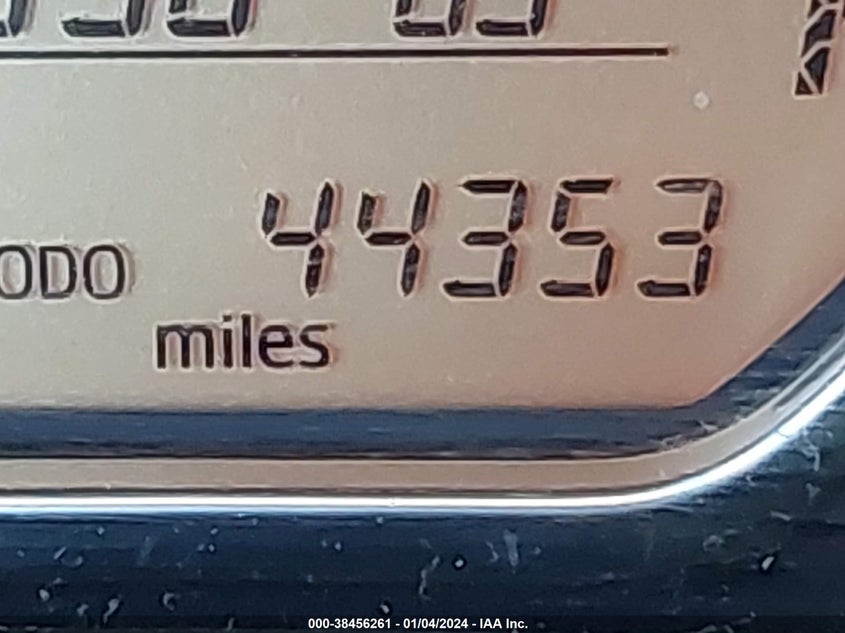 ODO 44353
miles
000-38456261 - 01/04/2024 - IAA Inc.